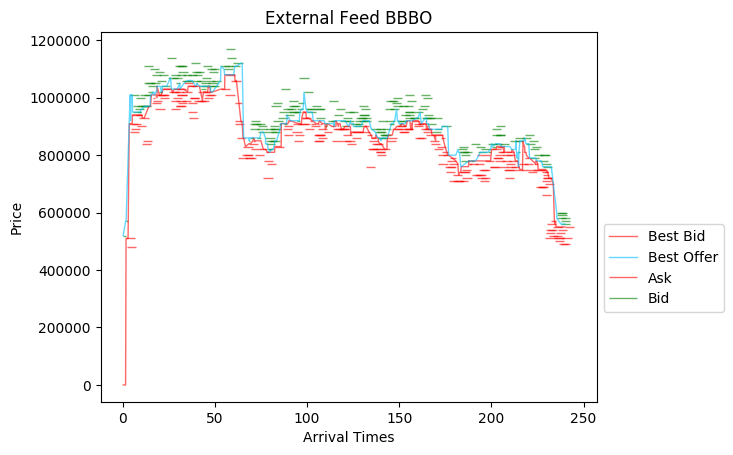 External Feed BBBO
Price
1200000
1000000
800000
600000
400000
200000
0
0
50
100
150
200
250
Arrival Times
Best Bid
Best Offer
Ask
Bid